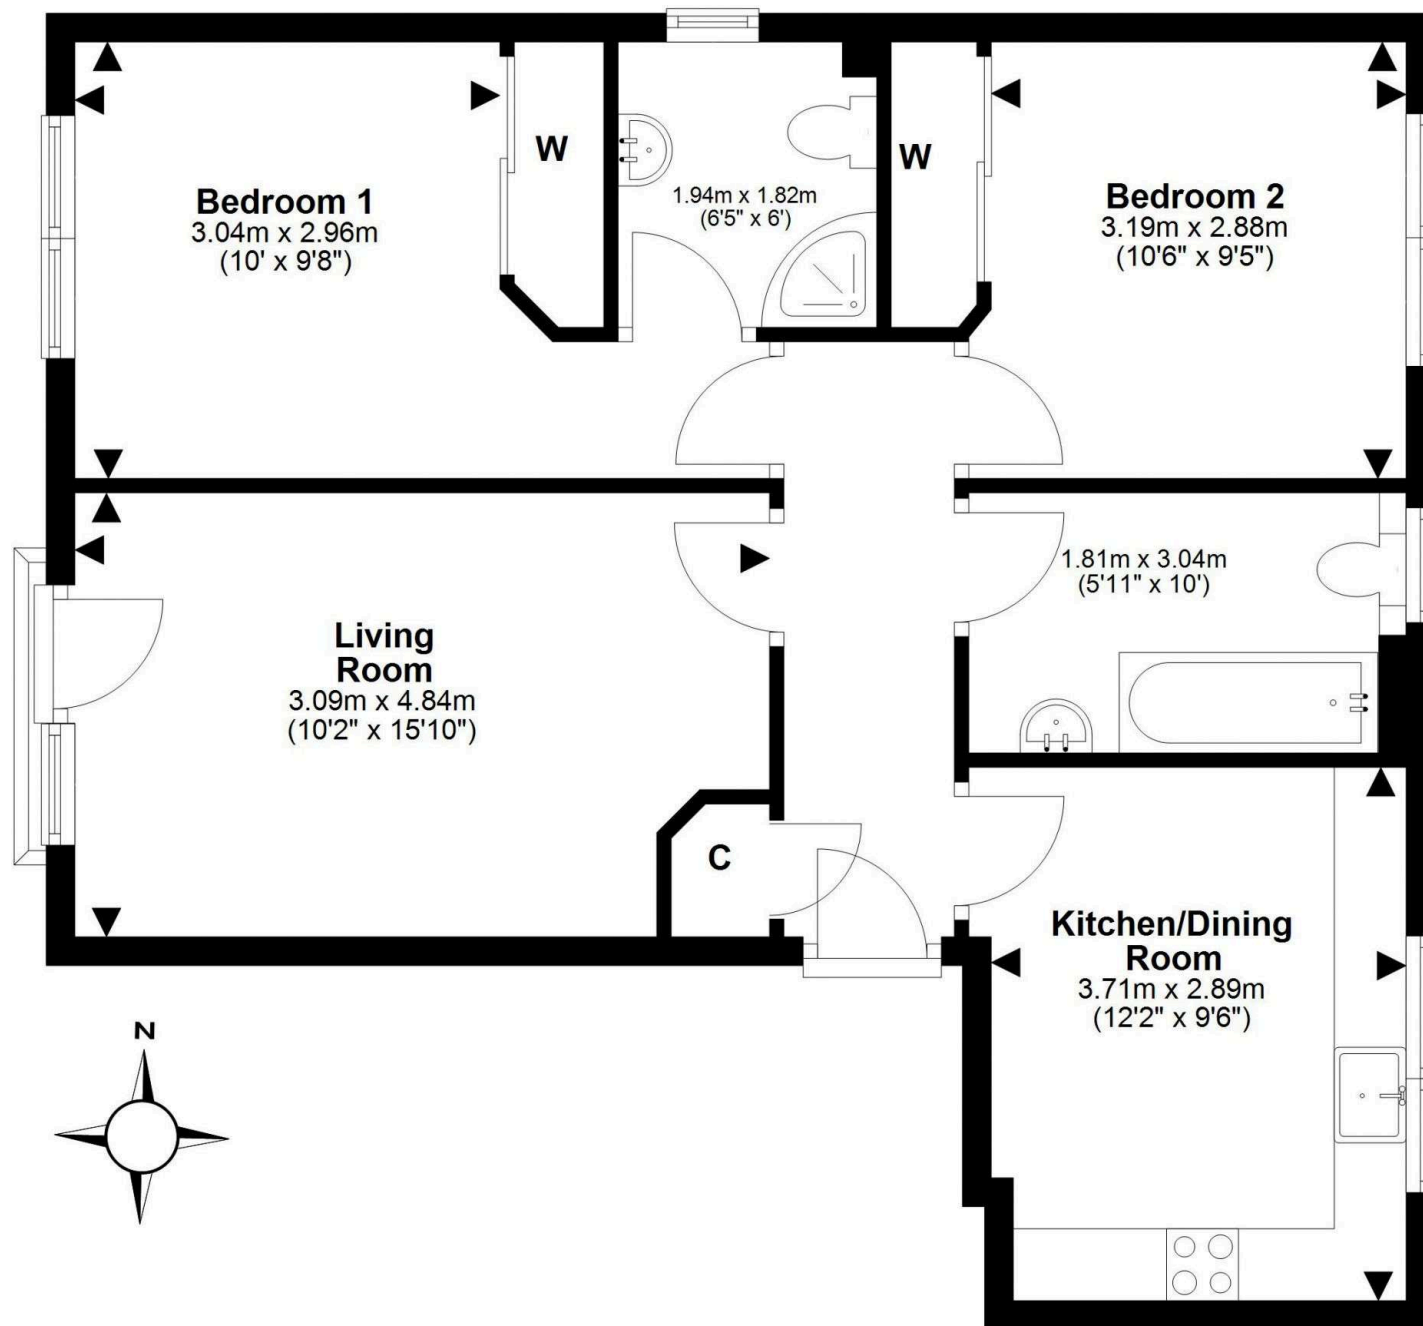 Bedroom 1
3.04m x 2.96m
(10' x 9'8")
W
1.94m x 1.82m
(6'5" x 6')
W
Bedroom 2
3.19m x 2.88m
(10'6" x 9'5")
Living
Room
3.09m x 4.84m
(10'2" x 15'10")
1.81m x 3.04m
(5'11" x 10')
C
Kitchen/Dining
Room
3.71m x 2.89m
(12'2" x 9'6")
N